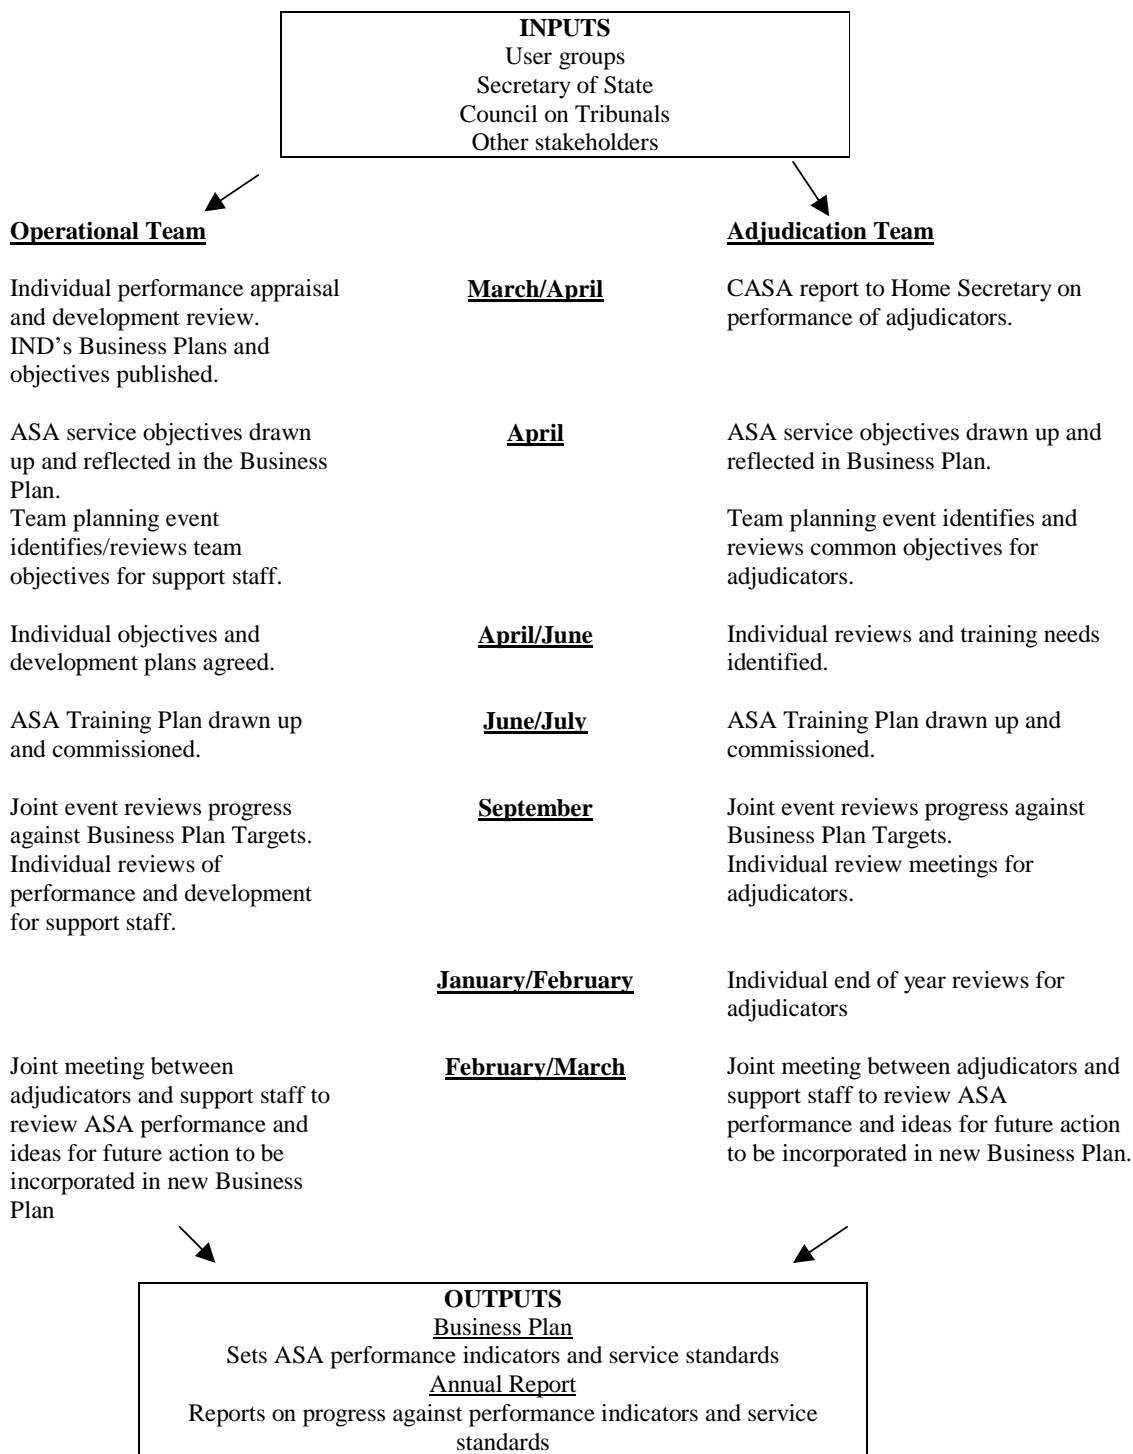 INPUTS
User groups
Secretary of State
Council on Tribunals
Other stakeholders
Operational Team
Adjudication Team
Individual performance appraisal
and development review.
IND’s Business Plans and
objectives published.
March/April
CASA report to Home Secretary on
performance of adjudicators.
ASA service objectives drawn
up and reflected in the Business
Plan.
Team planning event
identifies/reviews team
objectives for support staff.
April
ASA service objectives drawn up and
reflected in Business Plan.
Team planning event identifies and
reviews common objectives for
adjudicators.
Individual objectives and
development plans agreed.
April/June
Individual reviews and training needs
identified.
ASA Training Plan drawn up
and commissioned.
June/July
ASA Training Plan drawn up and
commissioned.
Joint event reviews progress
against Business Plan Targets.
Individual reviews of
performance and development
for support staff.
September
Joint event reviews progress against
Business Plan Targets.
Individual review meetings for
adjudicators.
January/February
Individual end of year reviews for
adjudicators
Joint meeting between
adjudicators and support staff to
review ASA performance and
ideas for future action to be
incorporated in new Business
Plan
February/March
Joint meeting between adjudicators and
support staff to review ASA
performance and ideas for future action
to be incorporated in new Business Plan.
OUTPUTS
Business Plan
Sets ASA performance indicators and service standards
Annual Report
Reports on progress against performance indicators and service
standards